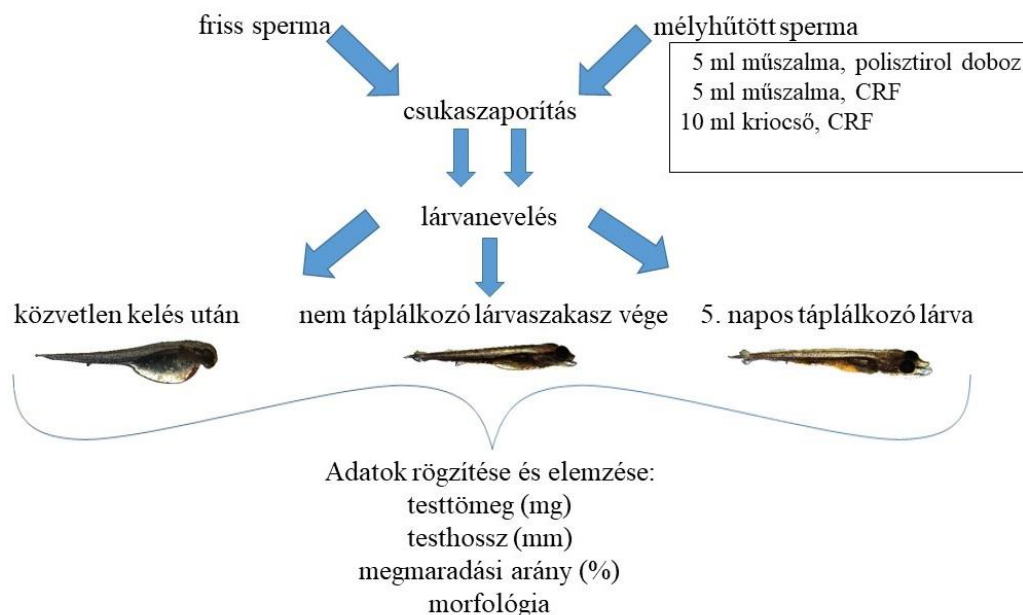 friss sperma
mélyhűtött sperma
5 ml műszalma, polisztirol doboz
5 ml műszalma, CRF
10 ml kriocső, CRF
csukaszaporítás
lárvanevelés
közvetlen kelés után
nem táplálkozó lárvaszakasz vége
5. napos táplálkozó lárva
Adatok rögzítése és elemzése:
testtömeg (mg)
testhossz (mm)
megmaradási arány (%)
morfológia